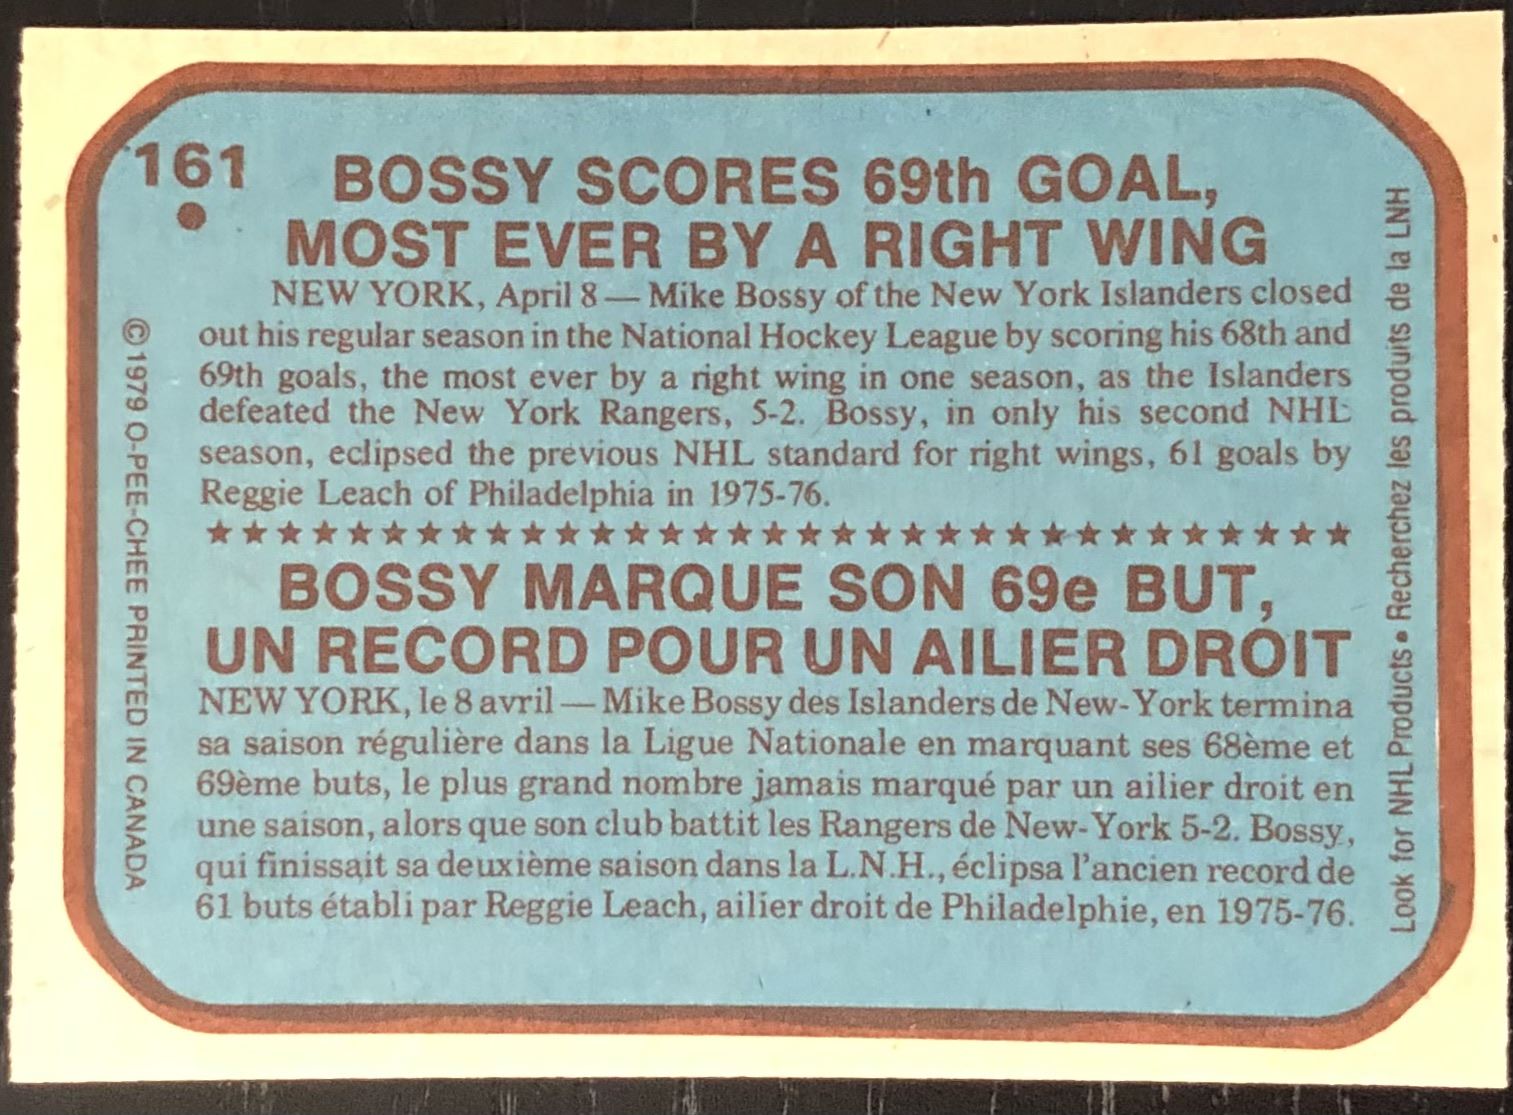 161
BOSSY SCORES 69th GOAL,
MOST EVER BY A RIGHT WING
NEW YORK, April 8 — Mike Bossy of the New York Islanders closed
out his regular season in the National Hockey League by scoring his 68th and
69th goals, the most ever by a right wing in one season, as the Islanders
defeated the New York Rangers, 5-2. Bossy, in only his second NHL
season, eclipsed the previous NHL standard for right wings, 61 goals by
Reggie Leach of Philadelphia in 1975-76.
BOSSY MARQUE SON 69e BUT,
UN RECORD POUR UN AILIER DROIT
NEW YORK, le 8 avril — Mike Bossy des Islanders de New-York termina
sa saison régulière dans la Ligue Nationale en marquant ses 68ème et
69ème buts, le plus grand nombre jamais marqué par un ailier droit en
une saison, alors que son club battit les Rangers de New-York 5-2. Bossy,
qui finissait sa deuxième saison dans la L.N.H., éclipsa l'ancien record de
61 buts établi par Reggie Leach, ailier droit de Philadelphie, en 1975-76.
© 1979 O-PEE-CHEE PRINTED IN CANADA
Look for NHL Products • Recherchez les produits de la LNH